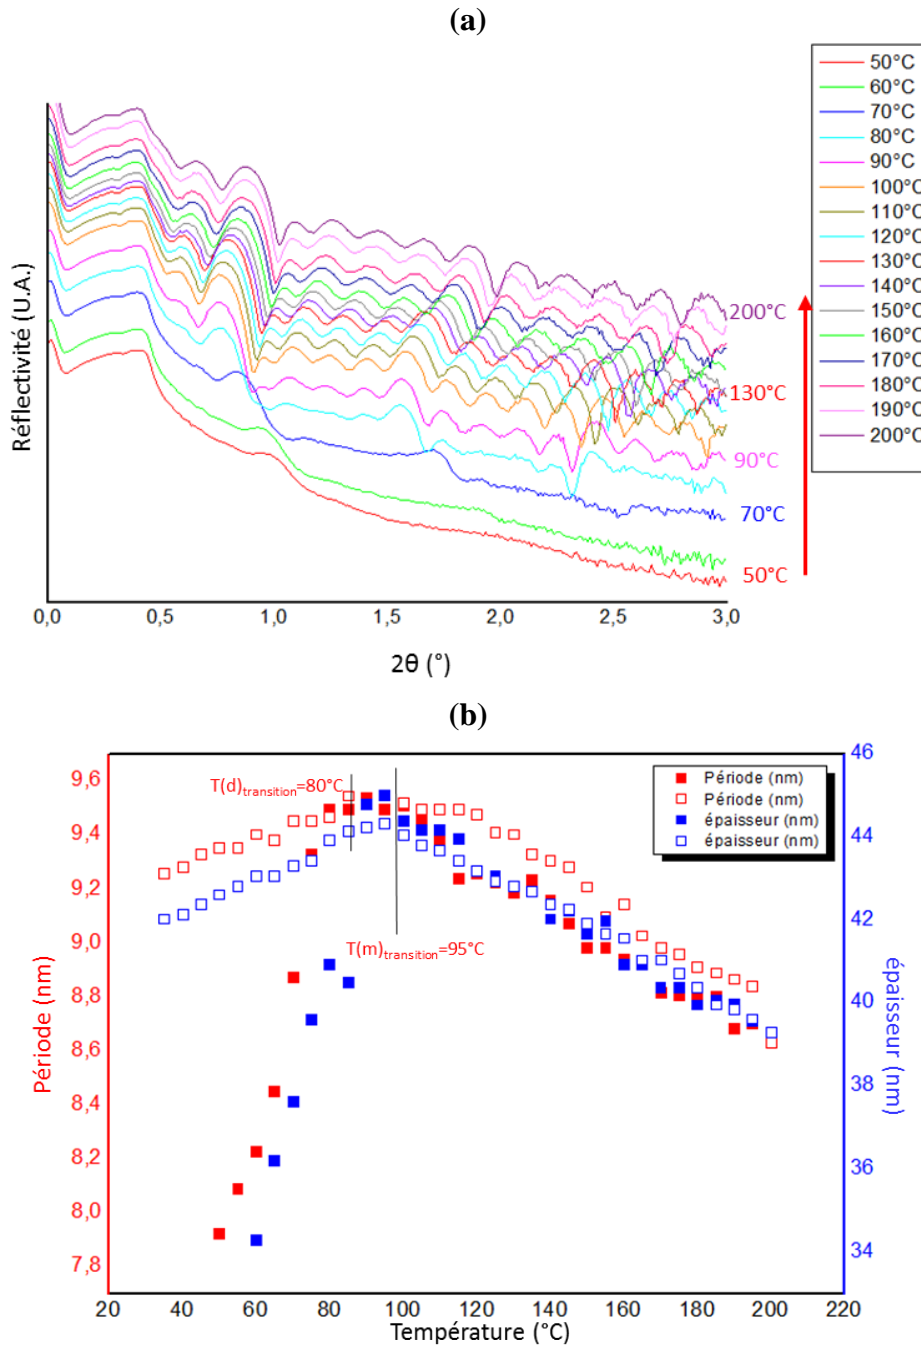 (a)
Réflectivité (U.A.)
50°C
60°C
70°C
80°C
90°C
100°C
110°C
120°C
130°C
140°C
150°C
160°C
170°C
180°C
190°C
200°C
200°C
130°C
90°C
70°C
50°C
0,0 0,5 1,0 1,5 2,0 2,5 3,0
2θ (°)
(b)
Période (nm)
9,6
9,4
9,2
9,0
8,8
8,6
8,4
8,2
8,0
7,8
T(d)transition=80°C
T(m)transition=95°C
Période (nm)
Période (nm)
épaisseur (nm)
épaisseur (nm)
46
44
42
40
38
36
34
épaisseur (nm)
20 40 60 80 100 120 140 160 180 200 220
Température (°C)